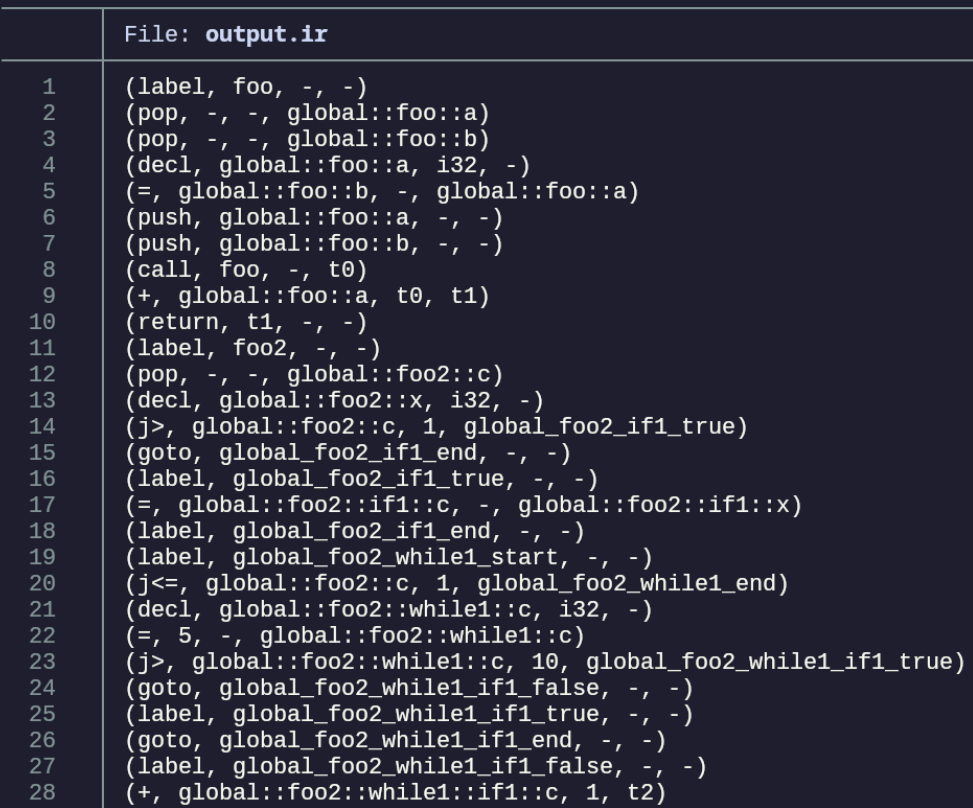 File: output.ir
1 (label, foo, -, -)
2 (pop, -, -, global::foo::a)
3 (pop, -, -, global::foo::b)
4 (decl, global::foo::a, i32, -)
5 (=, global::foo::b, -, global::foo::a)
6 (push, global::foo::a, -, -)
7 (push, global::foo::b, -, -)
8 (call, foo, -, t0)
9 (+, global::foo::a, t0, t1)
10 (return, t1, -, -)
11 (label, foo2, -, -)
12 (pop, -, -, global::foo2::c)
13 (decl, global::foo2::x, i32, -)
14 (j>, global::foo2::c, 1, global_foo2_if1_true)
15 (goto, global_foo2_if1_end, -, -)
16 (label, global_foo2_if1_true, -, -)
17 (=, global::foo2::if1::c, -, global::foo2::if1::x)
18 (label, global_foo2_if1_end, -, -)
19 (label, global_foo2_while1_start, -, -)
20 (j<=, global::foo2::c, 1, global_foo2_while1_end)
21 (decl, global::foo2::while1::c, i32, -)
22 (=, 5, -, global::foo2::while1::c)
23 (j>, global::foo2::while1::c, 10, global_foo2_while1_if1_true)
24 (goto, global_foo2_while1_if1_false, -, -)
25 (label, global_foo2_while1_if1_true, -, -)
26 (goto, global_foo2_while1_if1_end, -, -)
27 (label, global_foo2_while1_if1_false, -, -)
28 (+, global::foo2::while1::if1::c, 1, t2)